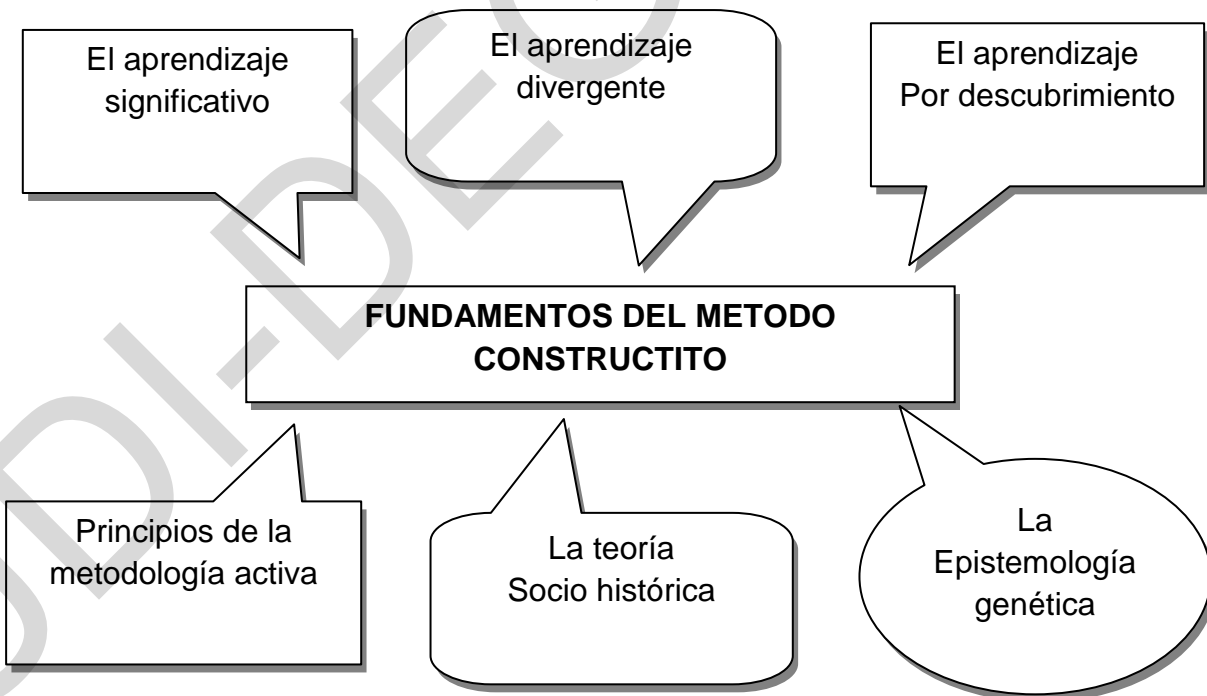 El aprendizaje
significativo
El aprendizaje
divergente
El aprendizaje
Por descubrimiento
FUNDAMENTOS DEL METODO
CONSTRUCTITO
Principios de la
metodología activa
La teoría
Socio histórica
La
Epistemología
genética